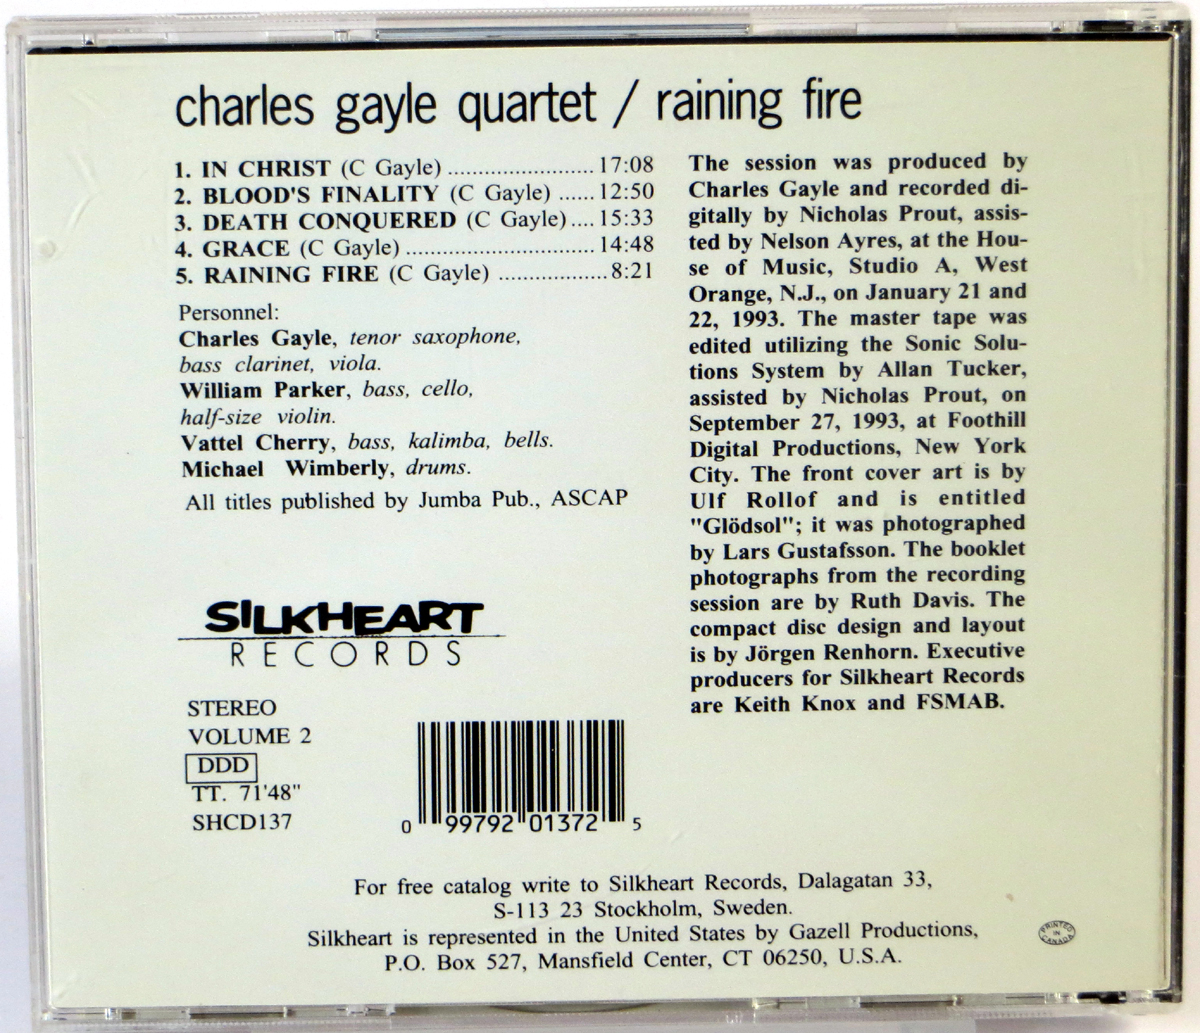 charles gayle quartet / raining fire
1. IN CHRIST (C Gayle) ........................ 17:08
2. BLOOD'S FINALITY (C Gayle) ...... 12:50
3. DEATH CONQUERED (C Gayle) .... 15:33
4. GRACE (C Gayle) ............................... 14:48
5. RAINING FIRE (C Gayle) .................. 8:21
Personnel:
Charles Gayle, tenor saxophone,
bass clarinet, viola.
William Parker, bass, cello,
half-size violin.
Vattel Cherry, bass, kalimba, bells.
Michael Wimberly, drums.
All titles published by Jumba Pub., ASCAP
The session was produced by
Charles Gayle and recorded di-
gitally by Nicholas Prout, assis-
ted by Nelson Ayres, at the Hou-
se of Music, Studio A, West
Orange, N.J., on January 21 and
22, 1993. The master tape was
edited utilizing the Sonic Solu-
tions System by Allan Tucker,
assisted by Nicholas Prout, on
September 27, 1993, at Foothill
Digital Productions, New York
City. The front cover art is by
Ulf Rollof and is entitled
"Glödsol"; it was photographed
by Lars Gustafsson. The booklet
photographs from the recording
session are by Ruth Davis. The
compact disc design and layout
is by Jörgen Renhorn. Executive
producers for Silkheart Records
are Keith Knox and FSMAB.
SILKHEART
RECORDS
STEREO
VOLUME 2
DDD
TT. 71'48"
SHCD137
0 99792 01372 5
For free catalog write to Silkheart Records, Dalagatan 33,
S-113 23 Stockholm, Sweden.
Silkheart is represented in the United States by Gazell Productions,
P.O. Box 527, Mansfield Center, CT 06250, U.S.A.
PRINTED
IN
CANADA